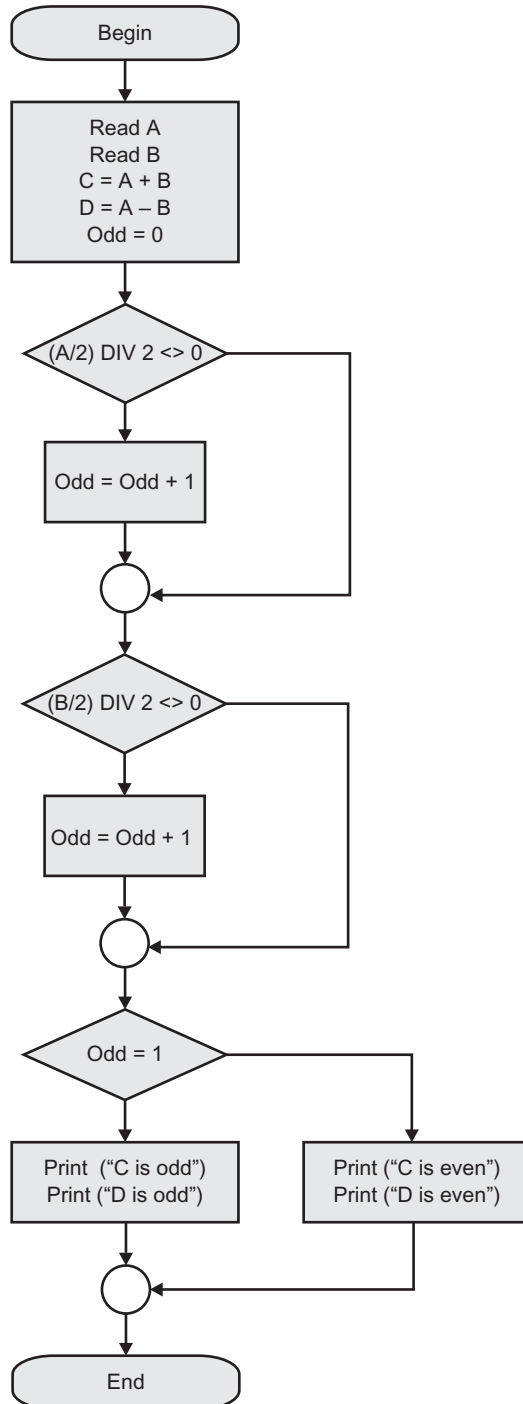 Begin
Read A
Read B
C = A + B
D = A – B
Odd = 0
(A/2) DIV 2 <> 0
Odd = Odd + 1
(B/2) DIV 2 <> 0
Odd = Odd + 1
Odd = 1
Print (“C is odd”)
Print (“D is odd”)
Print (“C is even”)
Print (“D is even”)
End